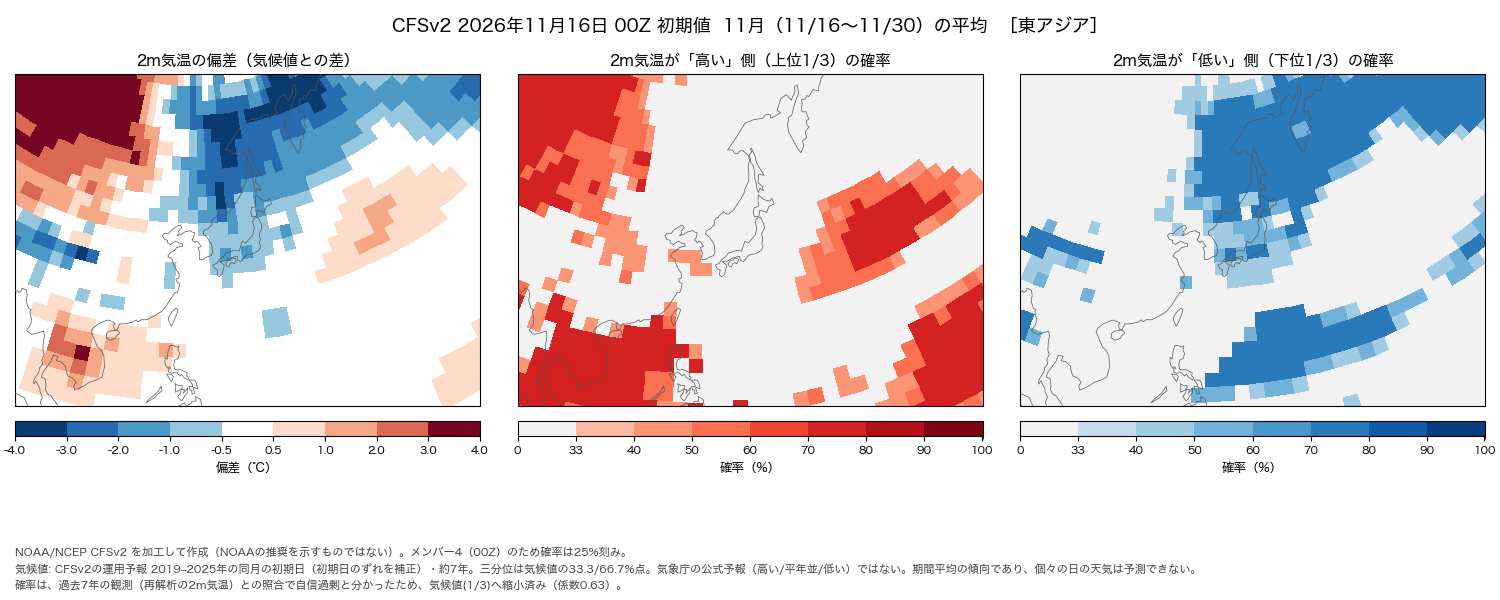 CFSv2 2026年11月16日 00Z 初期値  11月（11/16～11/30）の平均  ［東アジア］
2m気温の偏差（気候値との差）
2m気温が「高い」側（上位1/3）の確率
2m気温が「低い」側（下位1/3）の確率
-4.0 -3.0 -2.0 -1.0 -0.5 0.5 1.0 2.0 3.0 4.0
偏差（℃）
0 33 40 50 60 70 80 90 100
確率（%）
0 33 40 50 60 70 80 90 100
確率（%）
NOAA/NCEP CFSv2 を加工して作成（NOAAの推奨を示すものではない）。メンバー4（00Z）のため確率は25%刻み。
気候値: CFSv2の運用予報 2019–2025年の同月の初期日（初期日のずれを補正）・約7年。三分位は気候値の33.3/66.7%点。気象庁の公式予報（高い/平年並/低い）ではない。期間平均の傾向であり、個々の日の天気は予測できない。
確率は、過去7年の観測（再解析の2m気温）との照合で自信過剰と分かったため、気候値(1/3)へ縮小済み（係数0.63）。